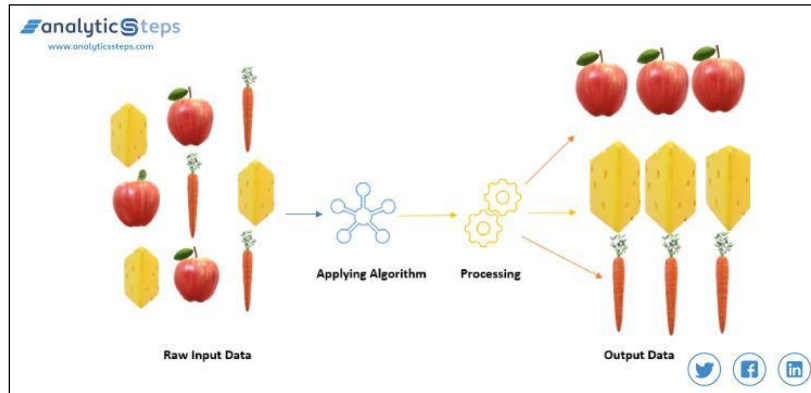 analyticSteps
www.analyticssteps.com
Applying Algorithm
Processing
Raw Input Data
Output Data